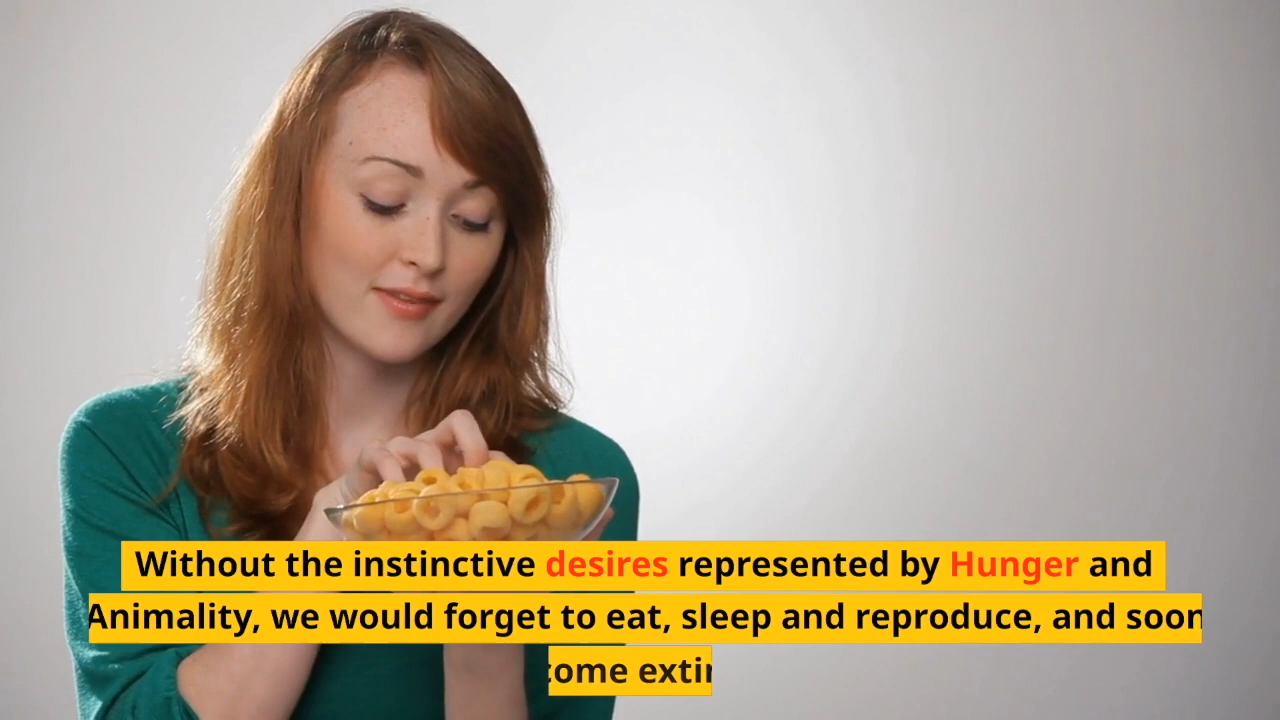 Without the instinctive desires represented by Hunger and
Animality, we would forget to eat, sleep and reproduce, and soon
come extin